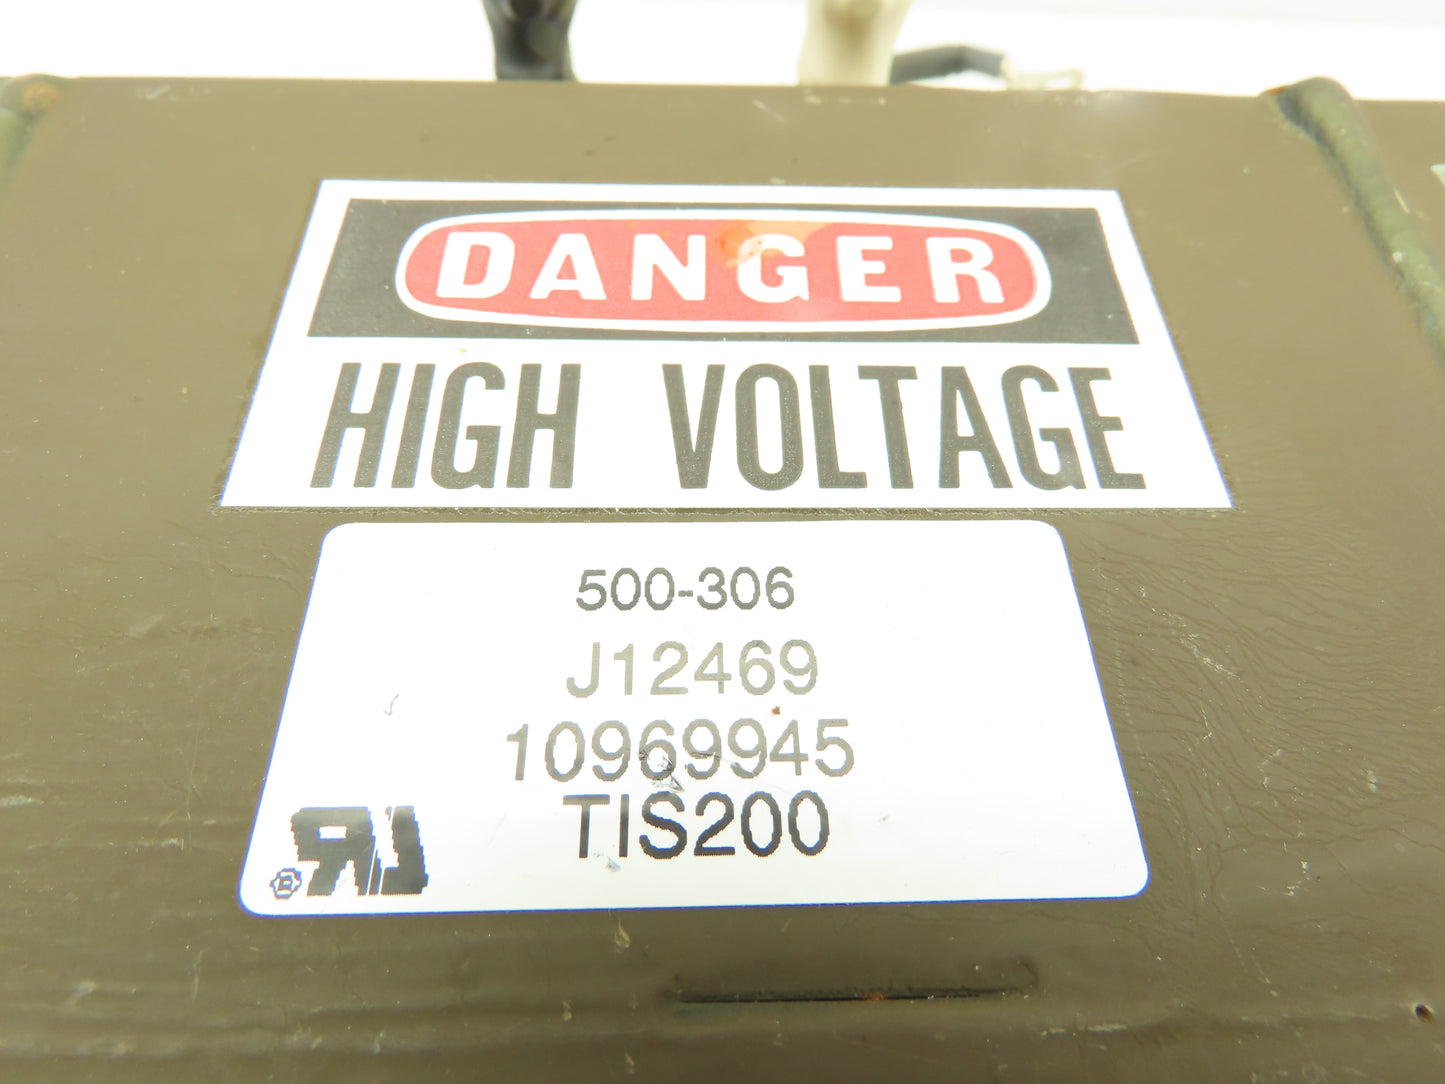 DANGER
HIGH VOLTAGE
500-306
J12469
10969945
TIS200